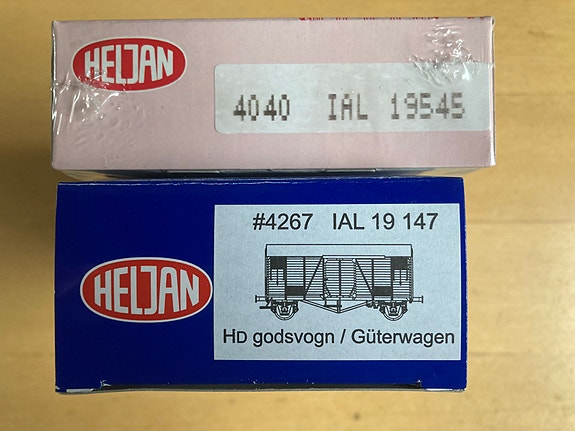 HELJAN
4040 IAL 19545
#4267 IAL 19 147
HELJAN
HD godsvogn / Güterwagen